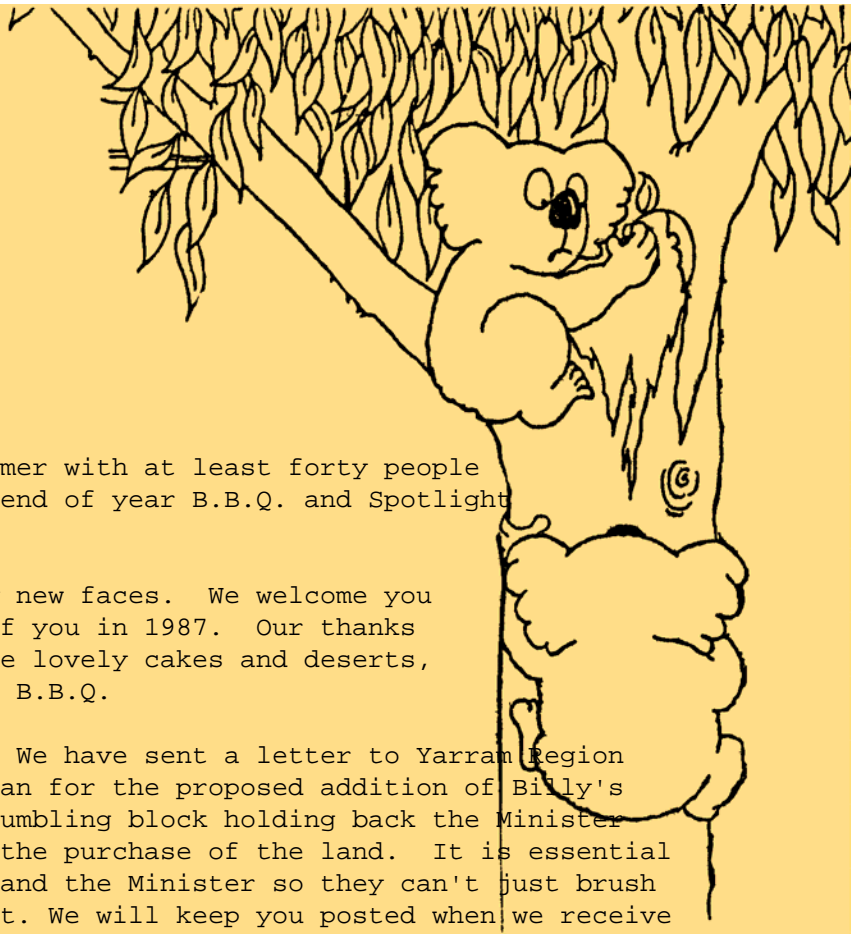 mer with at least forty people
end of year B.B.Q. and Spotlight
new faces.  We welcome you
f you in 1987.  Our thanks
e lovely cakes and deserts,
B.B.Q.
We have sent a letter to Yarram Region
an for the proposed addition of Billy's
umbling block holding back the Minister
the purchase of the land.  It is essential
and the Minister so they can't just brush
t. We will keep you posted when we receive